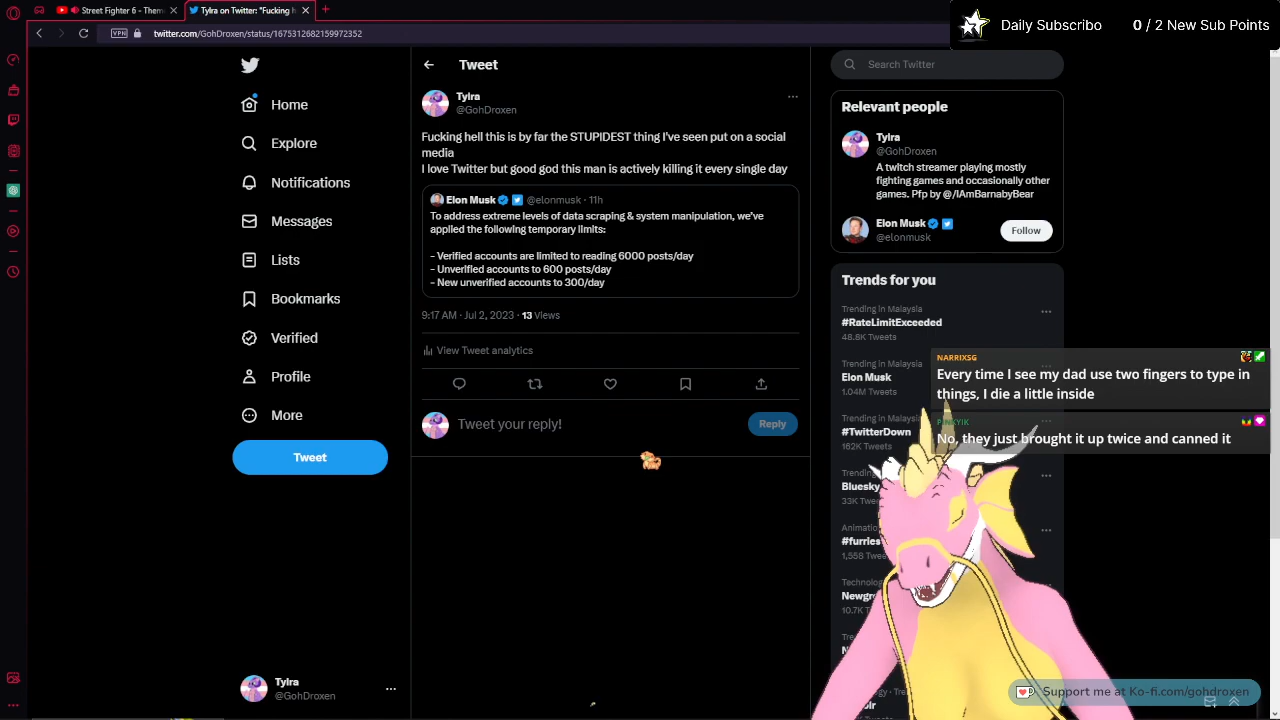 Street Fighter 6 - Them
Tylra on Twitter: "Fucking h
VPN
twitter.com/GohDroxen/status/1675312682159972352
Daily Subscribo
0 / 2 New Sub Points
Home
Explore
Notifications
Messages
Lists
Bookmarks
Verified
Profile
More
Tweet
Tylra
@GohDroxen
Tweet
Tylra
@GohDroxen
Fucking hell this is by far the STUPIDEST thing I've seen put on a social
media
I love Twitter but good god this man is actively killing it every single day
Elon Musk @elonmusk · 11h
To address extreme levels of data scraping & system manipulation, we've
applied the following temporary limits:
- Verified accounts are limited to reading 6000 posts/day
- Unverified accounts to 600 posts/day
- New unverified accounts to 300/day
9:17 AM · Jul 2, 2023 · 13 Views
View Tweet analytics
Tweet your reply!
Reply
Search Twitter
Relevant people
Tylra
@GohDroxen
A twitch streamer playing mostly
fighting games and occasionally other
games. Pfp by @/IAmBarnabyBear
Elon Musk
@elonmusk
Follow
Trends for you
Trending in Malaysia
#RateLimitExceeded
48.8K Tweets
Trending in Malaysia
Elon Musk
1.04M Tweets
Trending in Malaysia
#TwitterDown
162K Tweets
Trending
Bluesky
33K Tweets
#furries
Technolo
10.7K Twe
NARRIXSG
Every time I see my dad use two fingers to type in
things, I die a little inside
No, they just brought it up twice and canned it
Support me at Ko-fi.com/gohdroxen